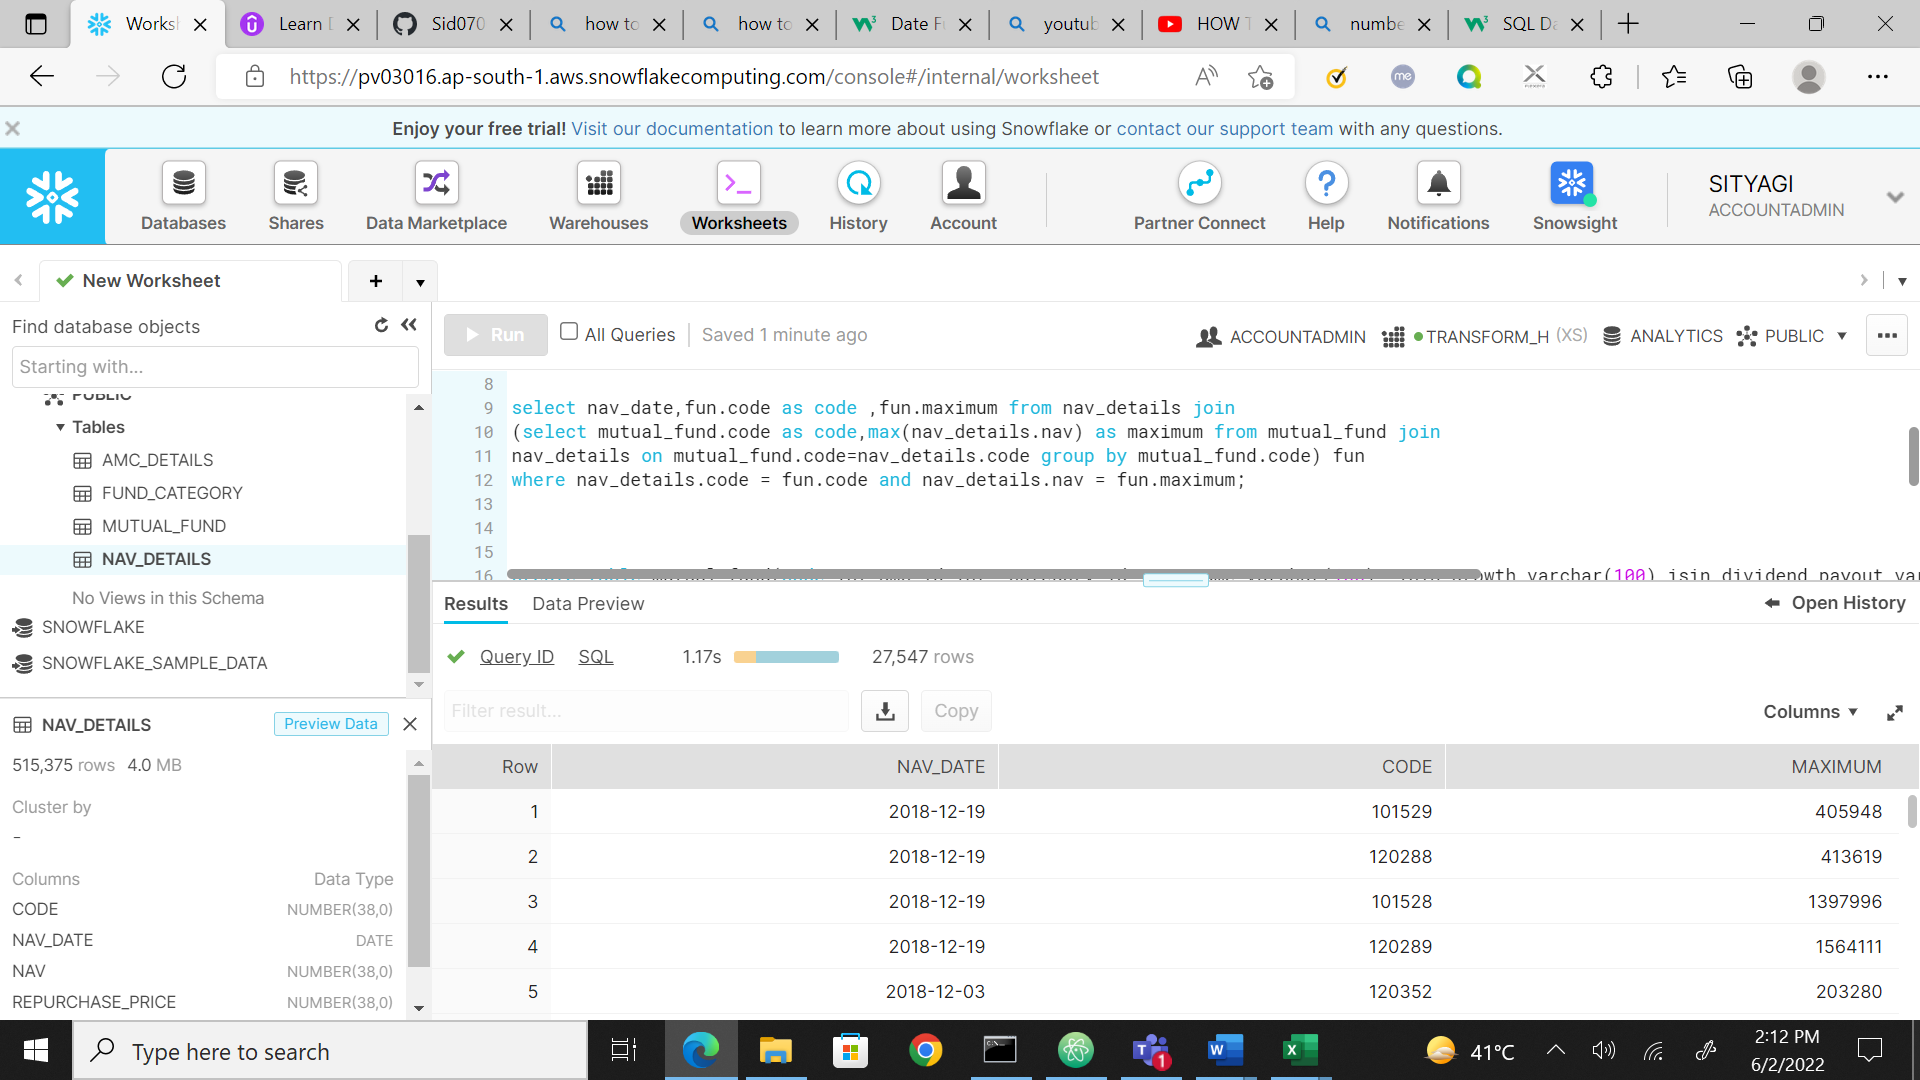 Works
Learn D
Sid070
how to
how to
Date Fu
youtub
HOW T
numbe
SQL Da
https://pv03016.ap-south-1.aws.snowflakecomputing.com/console#/internal/worksheet
Enjoy your free trial! Visit our documentation to learn more about using Snowflake or contact our support team with any questions.
Databases
Shares
Data Marketplace
Warehouses
Worksheets
History
Account
Partner Connect
Help
Notifications
Snowsight
SITYAGI
ACCOUNTADMIN
New Worksheet
Find database objects
Starting with...
PUBLIC
Tables
AMC_DETAILS
FUND_CATEGORY
MUTUAL_FUND
NAV_DETAILS
No Views in this Schema
SNOWFLAKE
SNOWFLAKE_SAMPLE_DATA
NAV_DETAILS Preview Data
515,375 rows 4.0 MB
Cluster by
-
Columns Data Type
CODE NUMBER(38,0)
NAV_DATE DATE
NAV NUMBER(38,0)
REPURCHASE_PRICE NUMBER(38,0)
Run All Queries Saved 1 minute ago
ACCOUNTADMIN TRANSFORM_H (XS) ANALYTICS PUBLIC
8
9 select nav_date,fun.code as code ,fun.maximum from nav_details join
10 (select mutual_fund.code as code,max(nav_details.nav) as maximum from mutual_fund join
11 nav_details on mutual_fund.code=nav_details.code group by mutual_fund.code) fun
12 where nav_details.code = fun.code and nav_details.nav = fun.maximum;
13
14
15
16 varchar(100),isin_dividend_payout
Results Data Preview Open History
Query ID SQL 1.17s 27,547 rows
Filter result... Copy Columns
Row NAV_DATE CODE MAXIMUM
1 2018-12-19 101529 405948
2 2018-12-19 120288 413619
3 2018-12-19 101528 1397996
4 2018-12-19 120289 1564111
5 2018-12-03 120352 203280
Type here to search
1
41°C
2:12 PM
6/2/2022